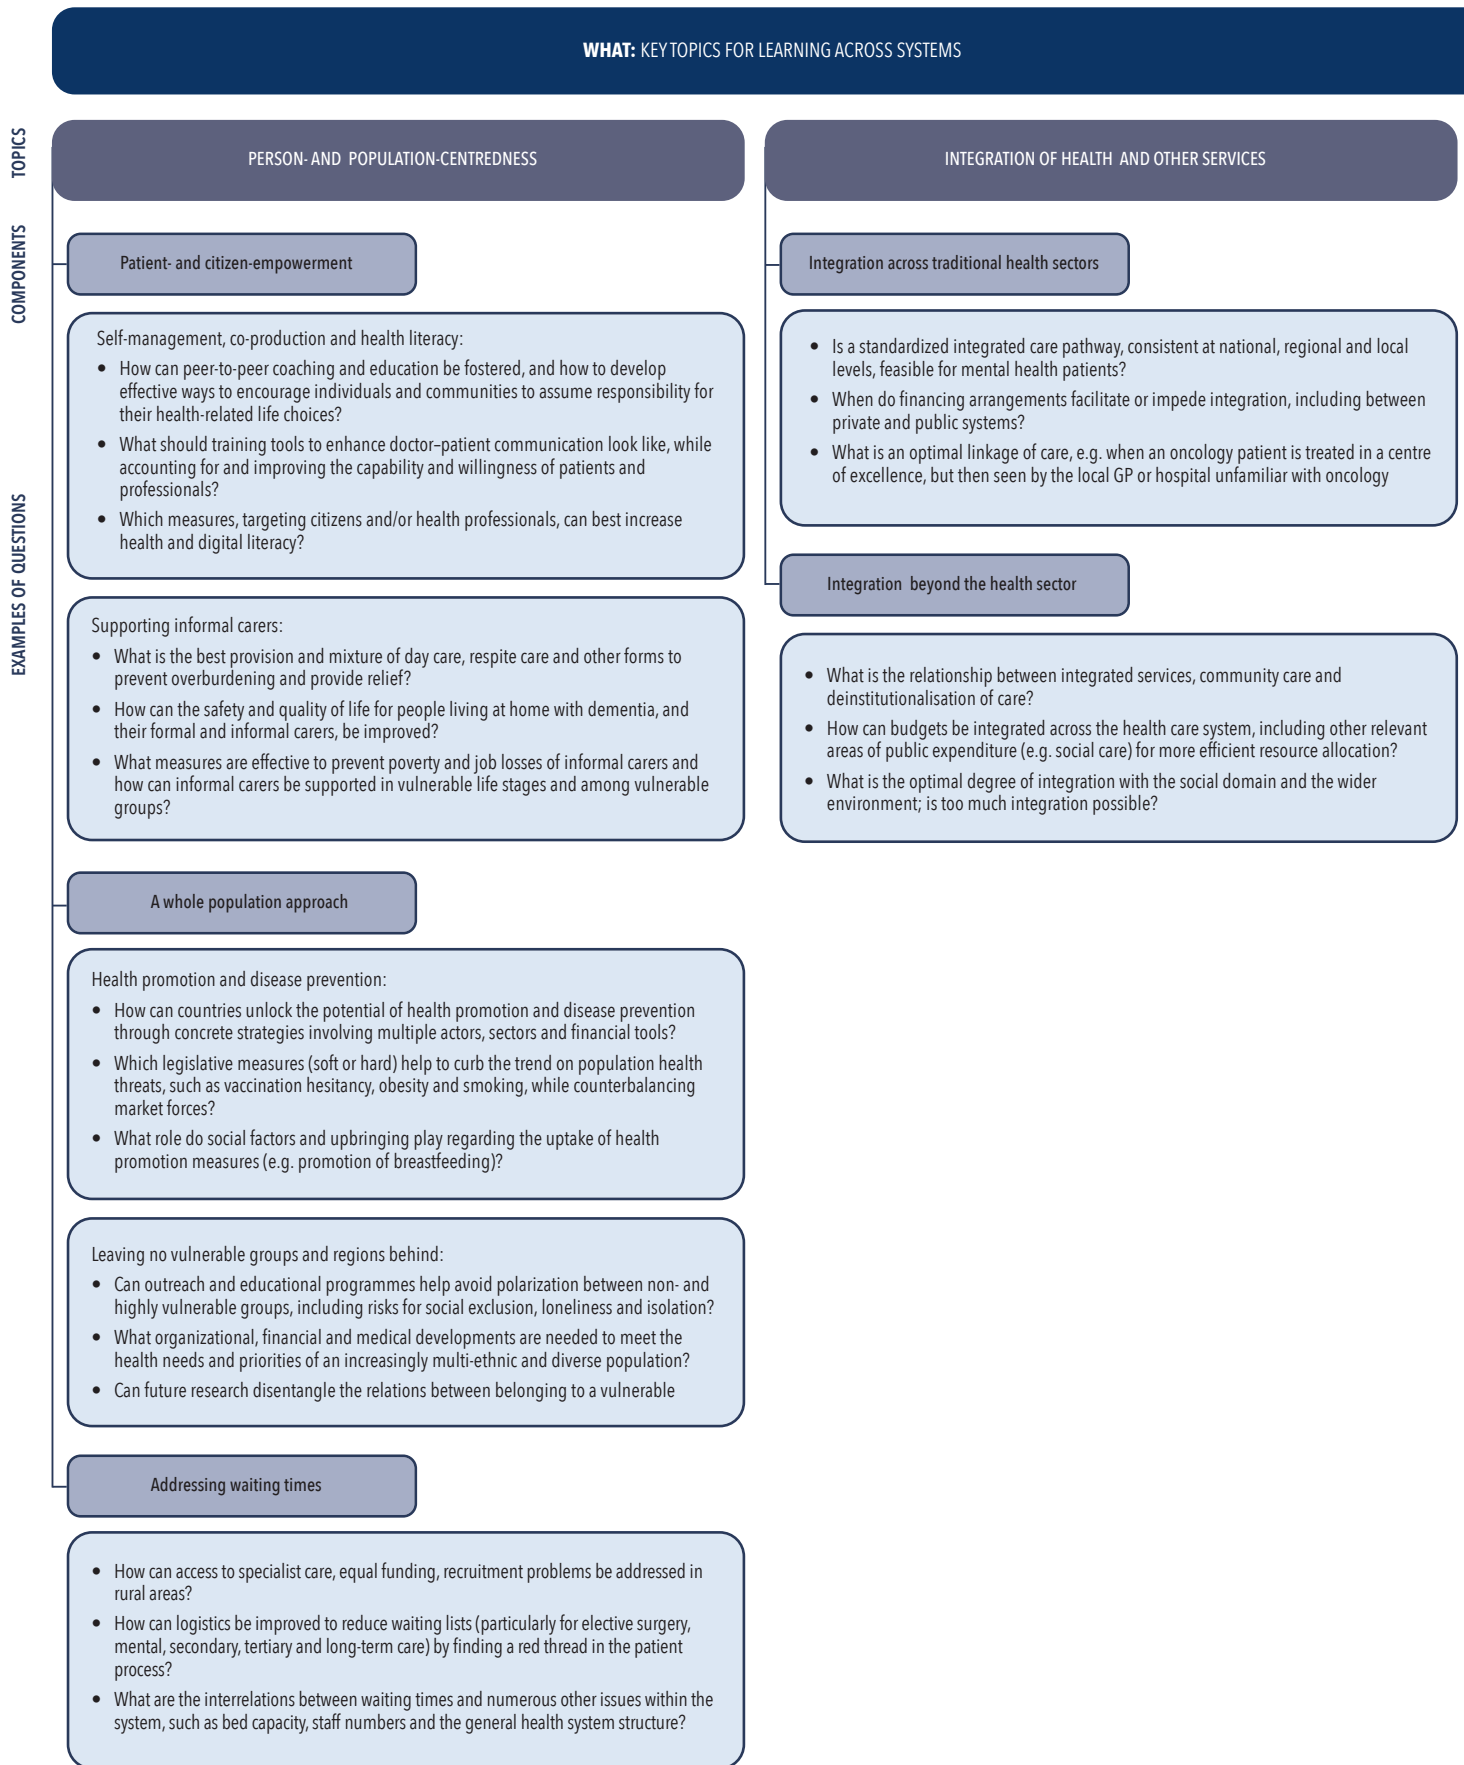 WHAT: KEY TOPICS FOR LEARNING ACROSS SYSTEMS
TOPICS
PERSON- AND POPULATION-CENTREDNESS
COMPONENTS
Patient- and citizen-empowerment
EXAMPLES OF QUESTIONS
Self-management, co-production and health literacy:
• How can peer-to-peer coaching and education be fostered, and how to develop
effective ways to encourage individuals and communities to assume responsibility for
their health-related life choices?
• What should training tools to enhance doctor–patient communication look like, while
accounting for and improving the capability and willingness of patients and
professionals?
• Which measures, targeting citizens and/or health professionals, can best increase
health and digital literacy?
Supporting informal carers:
• What is the best provision and mixture of day care, respite care and other forms to
prevent overburdening and provide relief?
• How can the safety and quality of life for people living at home with dementia, and
their formal and informal carers, be improved?
• What measures are effective to prevent poverty and job losses of informal carers and
how can informal carers be supported in vulnerable life stages and among vulnerable
groups?
A whole population approach
Health promotion and disease prevention:
• How can countries unlock the potential of health promotion and disease prevention
through concrete strategies involving multiple actors, sectors and financial tools?
• Which legislative measures (soft or hard) help to curb the trend on population health
threats, such as vaccination hesitancy, obesity and smoking, while counterbalancing
market forces?
• What role do social factors and upbringing play regarding the uptake of health
promotion measures (e.g. promotion of breastfeeding)?
Leaving no vulnerable groups and regions behind:
• Can outreach and educational programmes help avoid polarization between non- and
highly vulnerable groups, including risks for social exclusion, loneliness and isolation?
• What organizational, financial and medical developments are needed to meet the
health needs and priorities of an increasingly multi-ethnic and diverse population?
• Can future research disentangle the relations between belonging to a vulnerable
Addressing waiting times
• How can access to specialist care, equal funding, recruitment problems be addressed in
rural areas?
• How can logistics be improved to reduce waiting lists (particularly for elective surgery,
mental, secondary, tertiary and long-term care) by finding a red thread in the patient
process?
• What are the interrelations between waiting times and numerous other issues within the
system, such as bed capacity, staff numbers and the general health system structure?
INTEGRATION OF HEALTH AND OTHER SERVICES
Integration across traditional health sectors
• Is a standardized integrated care pathway, consistent at national, regional and local
levels, feasible for mental health patients?
• When do financing arrangements facilitate or impede integration, including between
private and public systems?
• What is an optimal linkage of care, e.g. when an oncology patient is treated in a centre
of excellence, but then seen by the local GP or hospital unfamiliar with oncology
Integration beyond the health sector
• What is the relationship between integrated services, community care and
deinstitutionalisation of care?
• How can budgets be integrated across the health care system, including other relevant
areas of public expenditure (e.g. social care) for more efficient resource allocation?
• What is the optimal degree of integration with the social domain and the wider
environment; is too much integration possible?